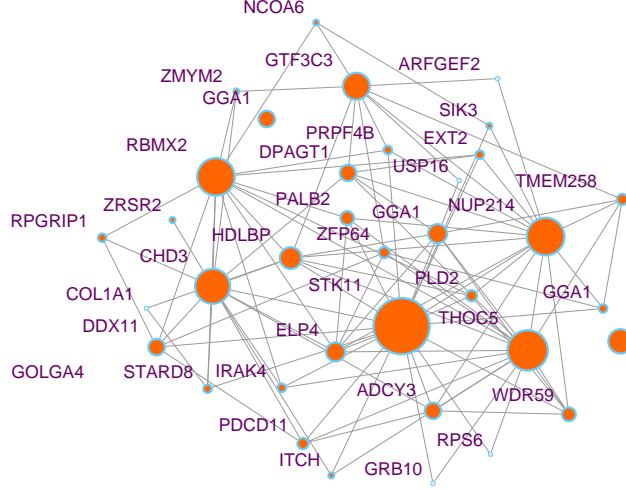 NCOA6
GTF3C3
ARFGEF2
ZMYM2
GGA1
SIK3
PRPF4B
EXT2
RBMX2
DPAGT1
USP16
TMEM258
PALB2
GGA1
NUP214
ZRSR2
RPGRIP1
HDLBP
ZFP64
CHD3
PLD2
STK11
GGA1
COL1A1
THOC5
DDX11
ELP4
GOLGA4
STARD8
IRAK4
ADCY3
WDR59
PDCD11
RPS6
ITCH
GRB10